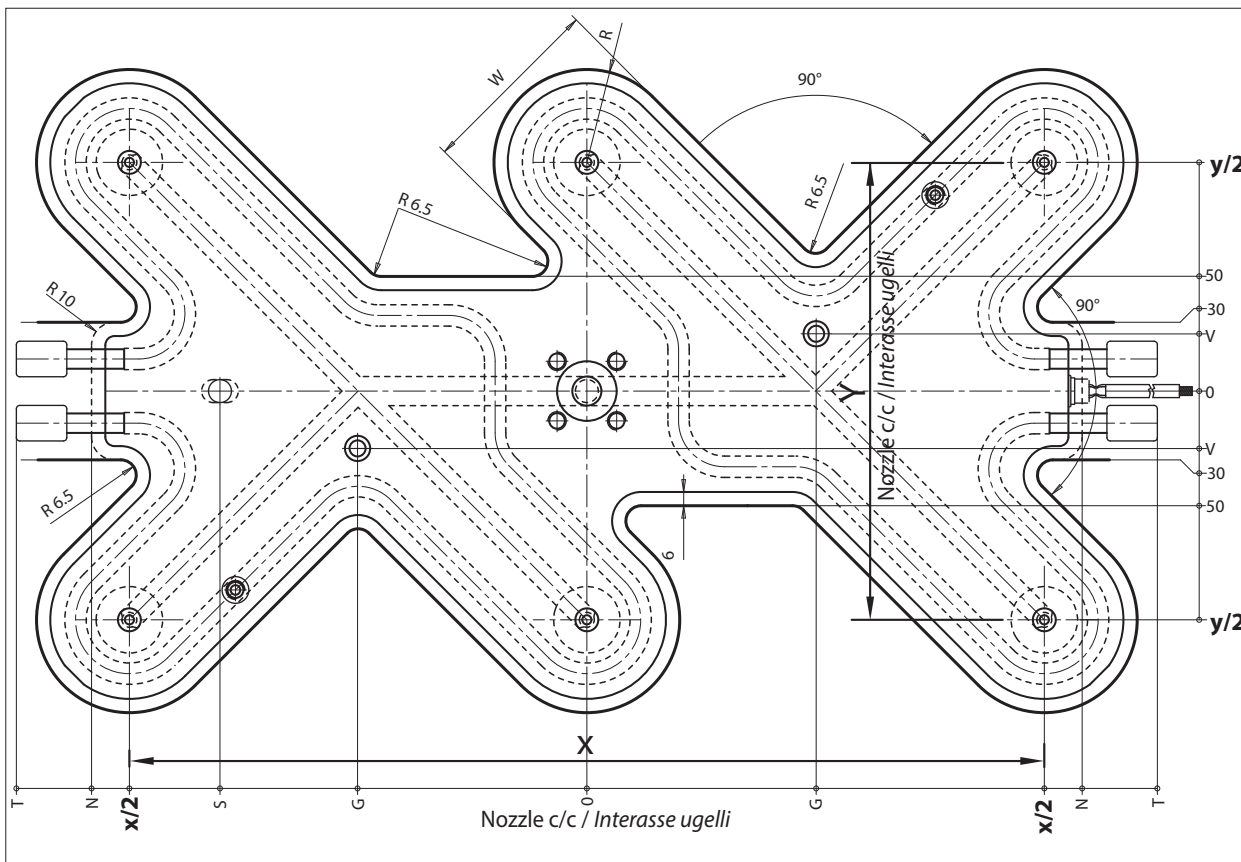 R
W
90°
y/2
R 6.5
R 6.5
Nozzle c/c / Interasse ugelli
Y
50
R 10
90°
30
V
0
V
30
R 6.5
50
6
y/2
X
T
N
x/2
S
G
0
G
x/2
N
T
Nozzle c/c / Interasse ugelli